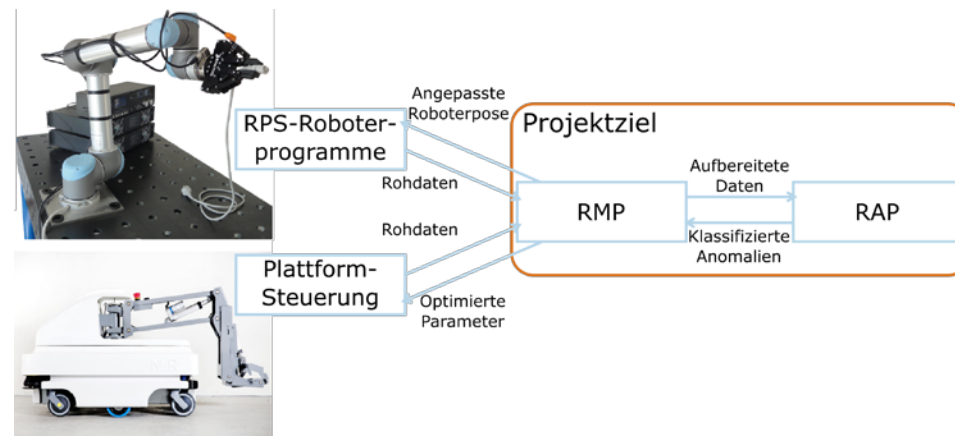 Angepasste
Roboterpose
RPS-Roboter-
programme
Rohdaten
Projektziel
Aufbereitete
Daten
RMP
RAP
Klassifizierte
Anomalien
Rohdaten
Plattform-
Steuerung
Optimierte
Parameter